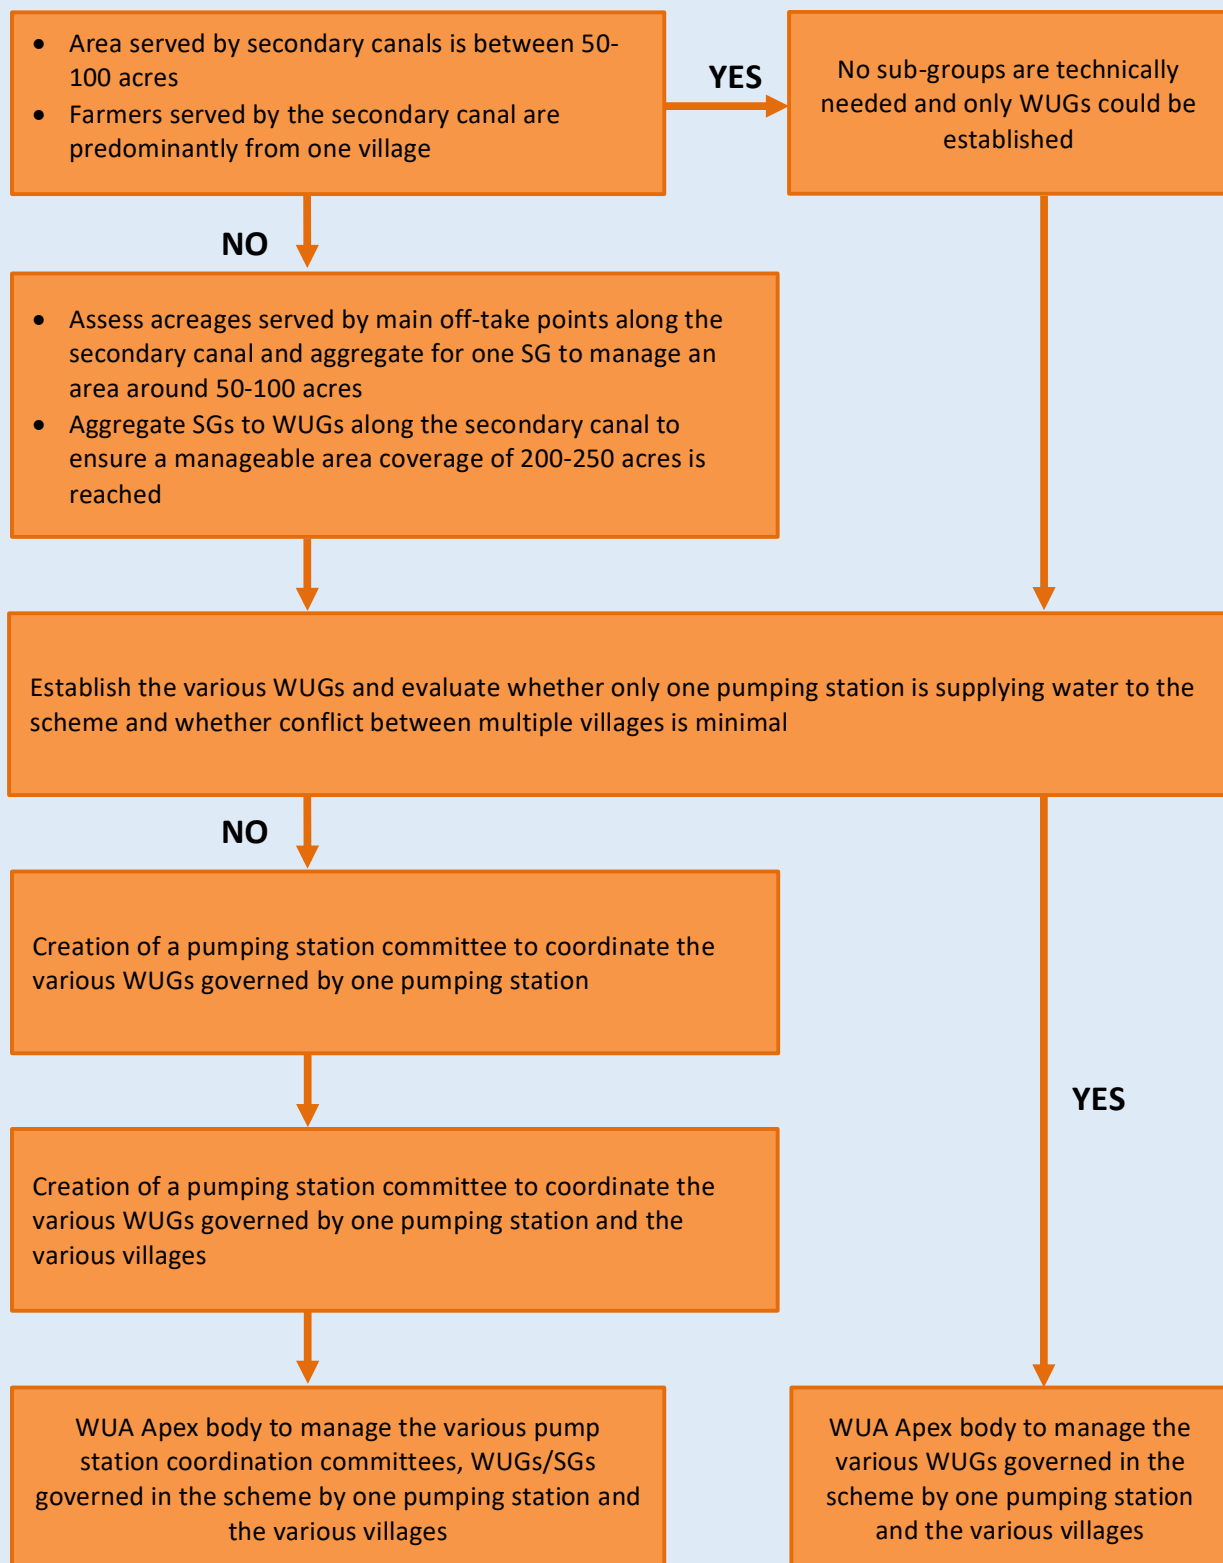 • Area served by secondary canals is between 50-
100 acres
• Farmers served by the secondary canal are
predominantly from one village
YES
No sub-groups are technically
needed and only WUGs could be
established
NO
• Assess acreages served by main off-take points along the
secondary canal and aggregate for one SG to manage an
area around 50-100 acres
• Aggregate SGs to WUGs along the secondary canal to
ensure a manageable area coverage of 200-250 acres is
reached
Establish the various WUGs and evaluate whether only one pumping station is supplying water to the
scheme and whether conflict between multiple villages is minimal
NO
Creation of a pumping station committee to coordinate the
various WUGs governed by one pumping station
YES
Creation of a pumping station committee to coordinate the
various WUGs governed by one pumping station and the
various villages
WUA Apex body to manage the various pump
station coordination committees, WUGs/SGs
governed in the scheme by one pumping station and
the various villages
WUA Apex body to manage the
various WUGs governed in the
scheme by one pumping station
and the various villages